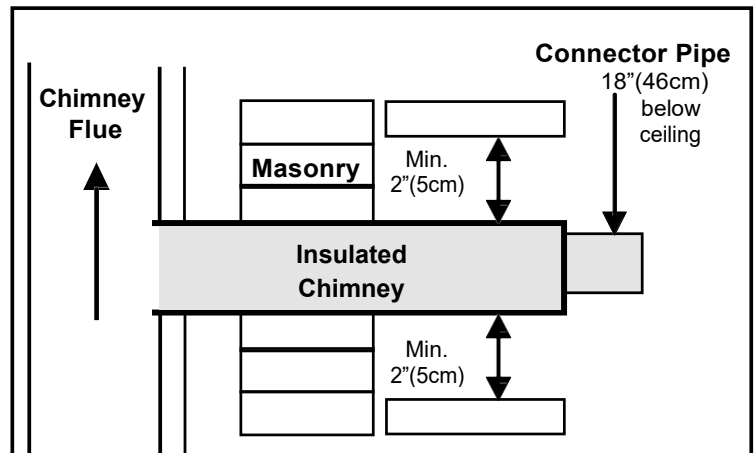 Chimney
Flue
Masonry
Min.
2”(5cm)
Connector Pipe
18”(46cm)
below
ceiling
Insulated
Chimney
Min.
2”(5cm)